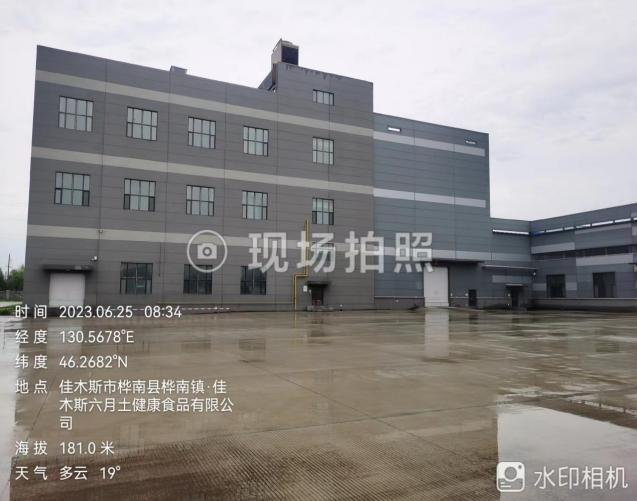 现场拍照
时间 2023.06.25 08:34
经度 130.5678°E
纬度 46.2682°N
地点 佳木斯市桦南县桦南镇·佳
木斯六月土健康食品有限公
司
海拔 181.0 米
天气 多云 19°
水印相机